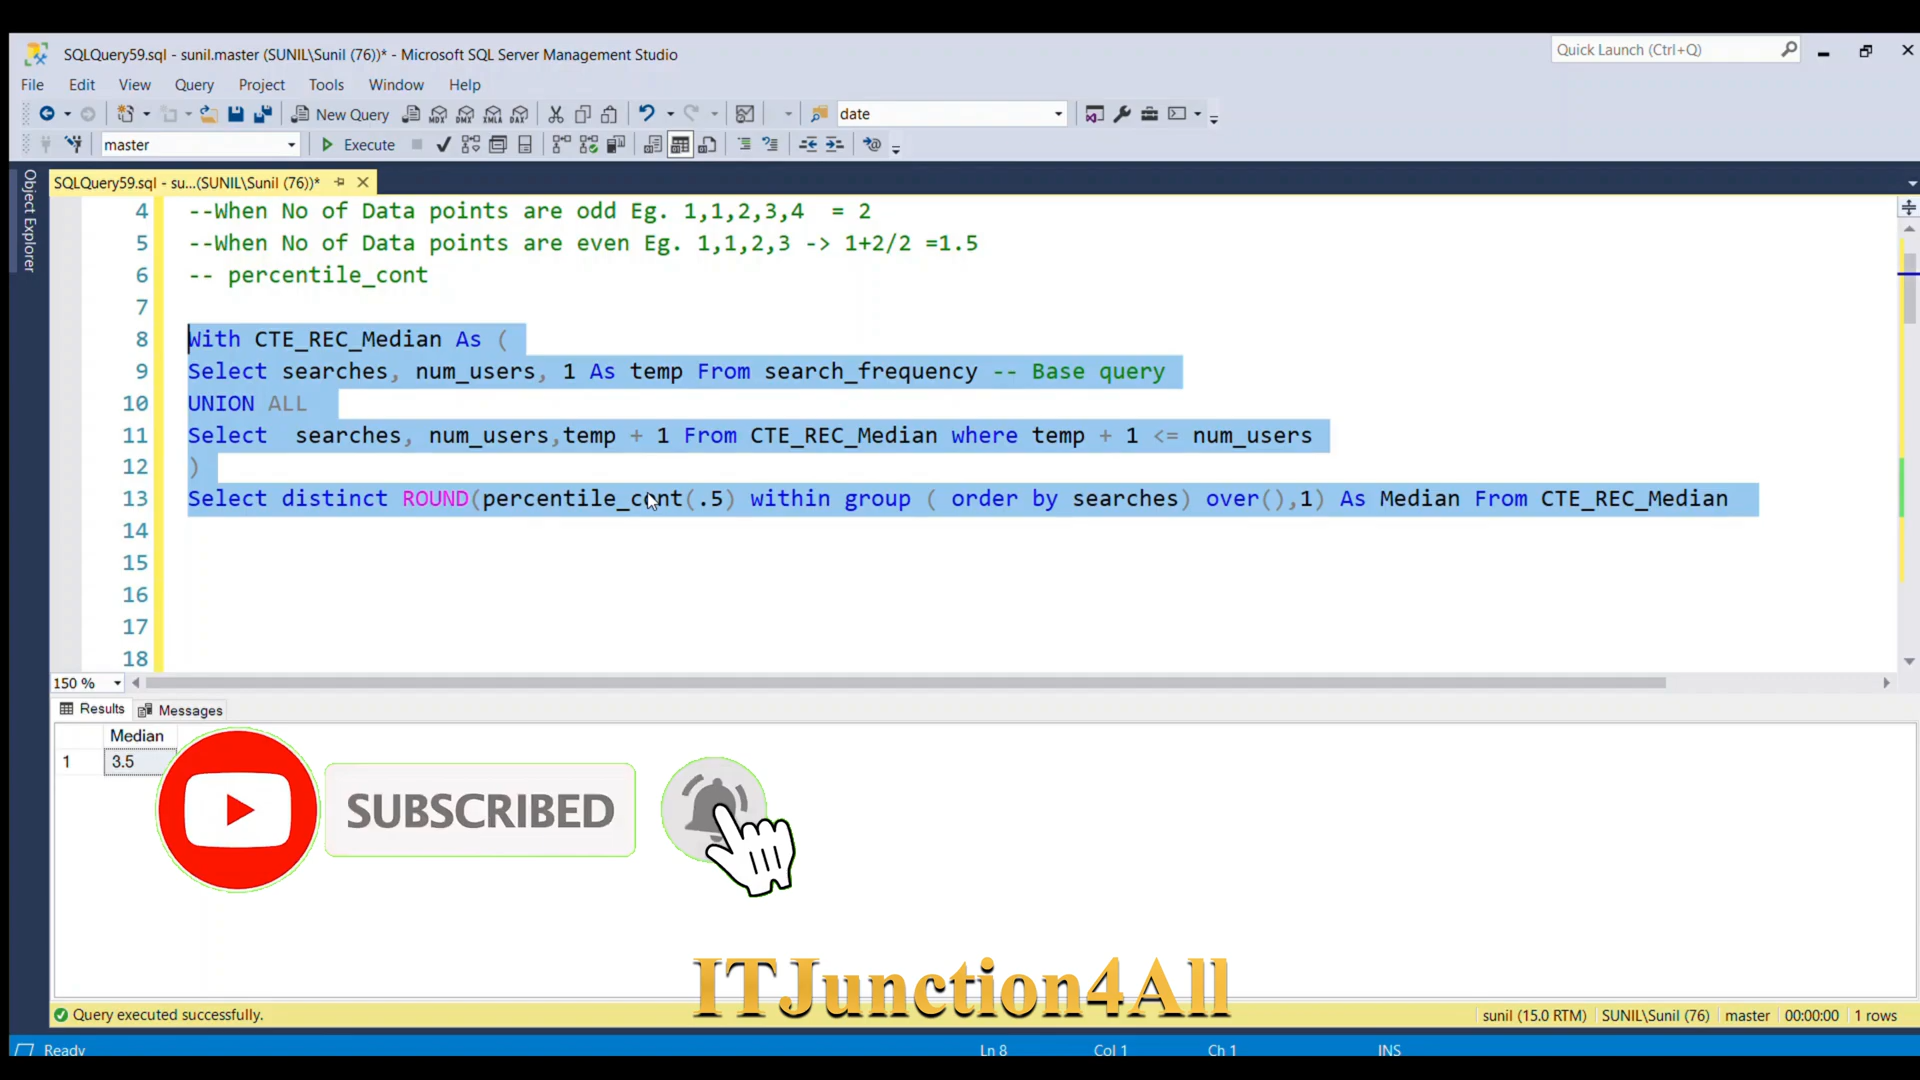 SQLQuery59.sql - sunil.master (SUNIL\Sunil (76))* - Microsoft SQL Server Management Studio
Quick Launch (Ctrl+Q)
File Edit View Query Project Tools Window Help
New Query
MDX DMX XMLA DAX
date
master
Execute
Object Explorer
SQLQuery59.sql - su...(SUNIL\Sunil (76))*
4 --When No of Data points are odd Eg. 1,1,2,3,4 = 2
5 --When No of Data points are even Eg. 1,1,2,3 -> 1+2/2 =1.5
6 -- percentile_cont
7
8 With CTE_REC_Median As (
9 Select searches, num_users, 1 As temp From search_frequency -- Base query
10 UNION ALL
11 Select searches, num_users,temp + 1 From CTE_REC_Median where temp + 1 <= num_users
12 )
13 Select distinct ROUND(percentile_cont(.5) within group ( order by searches) over(),1) As Median From CTE_REC_Median
14
15
16
17
18
150 %
Results Messages
Median
1 3.5
SUBSCRIBED
ITJunction4All
Query executed successfully.
sunil (15.0 RTM) SUNIL\Sunil (76) master 00:00:00 1 rows
Ready Ln 8 Col 1 Ch 1 INS